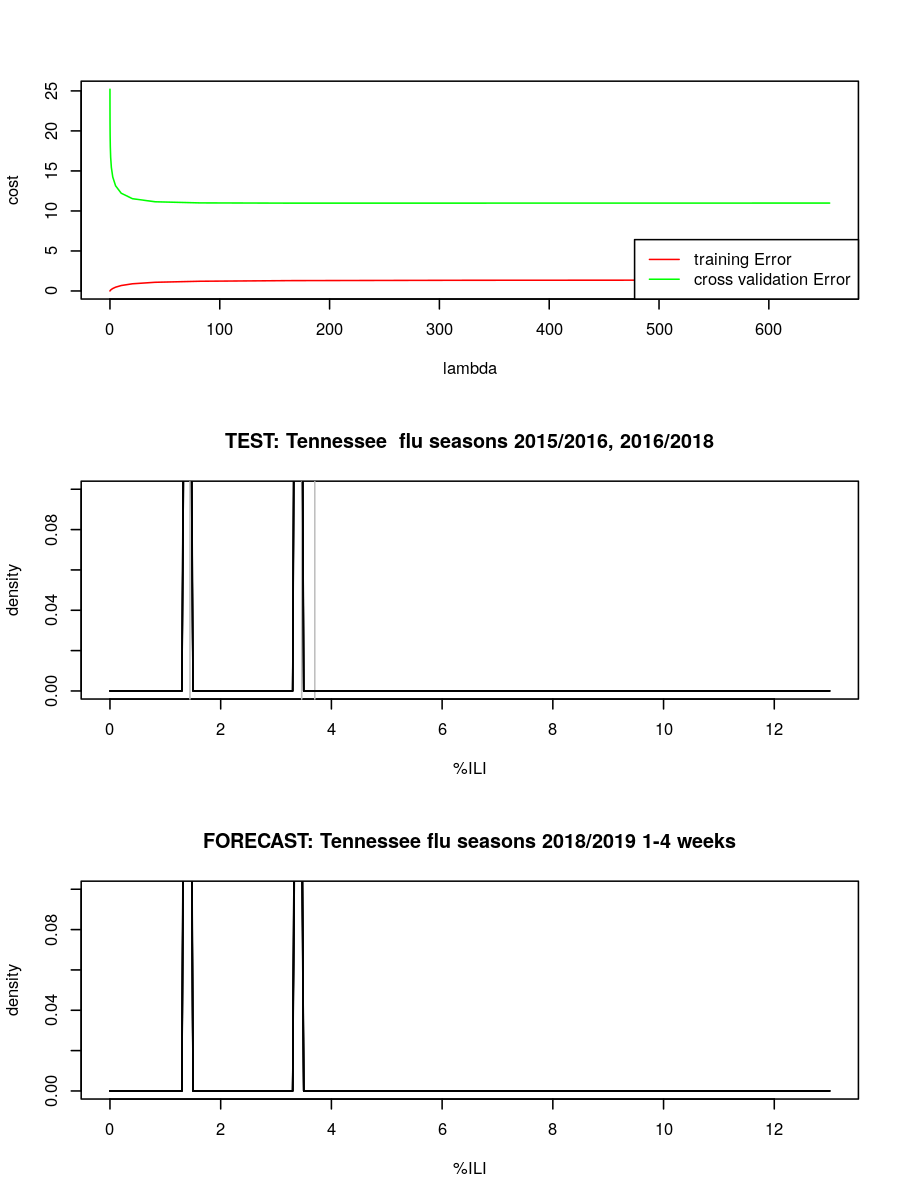 25
20
15
10
5
0
cost
training Error
cross validation Error
0 100 200 300 400 500 600
lambda
TEST: Tennessee  flu seasons 2015/2016, 2016/2018
0.08
0.04
0.00
density
0 2 4 6 8 10 12
%ILI
FORECAST: Tennessee flu seasons 2018/2019 1-4 weeks
0.08
0.04
0.00
density
0 2 4 6 8 10 12
%ILI